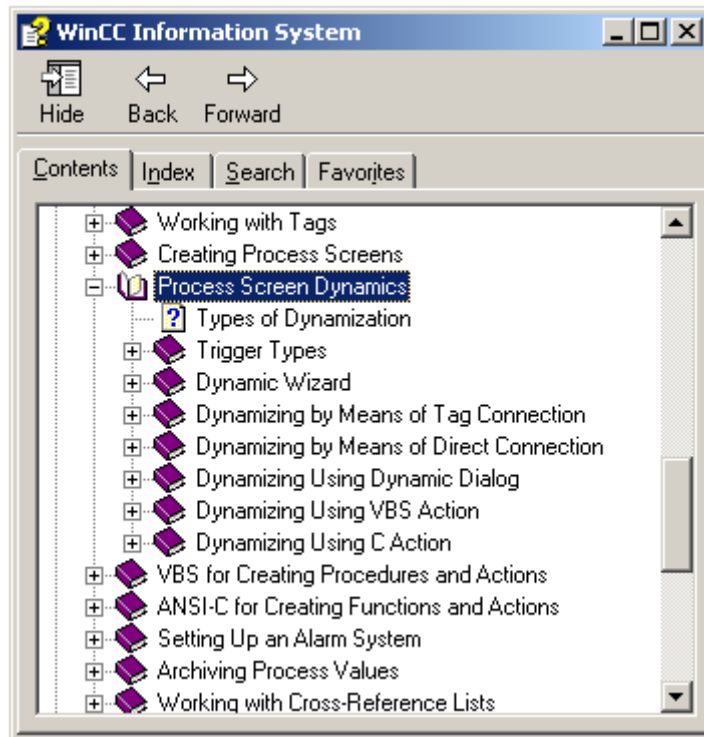 WinCC Information System
Hide Back Forward
Contents Index Search Favorites
Working with Tags
Creating Process Screens
Process Screen Dynamics
Types of Dynamization
Trigger Types
Dynamic Wizard
Dynamizing by Means of Tag Connection
Dynamizing by Means of Direct Connection
Dynamizing Using Dynamic Dialog
Dynamizing Using VBS Action
Dynamizing Using C Action
VBS for Creating Procedures and Actions
ANSI-C for Creating Functions and Actions
Setting Up an Alarm System
Archiving Process Values
Working with Cross-Reference Lists